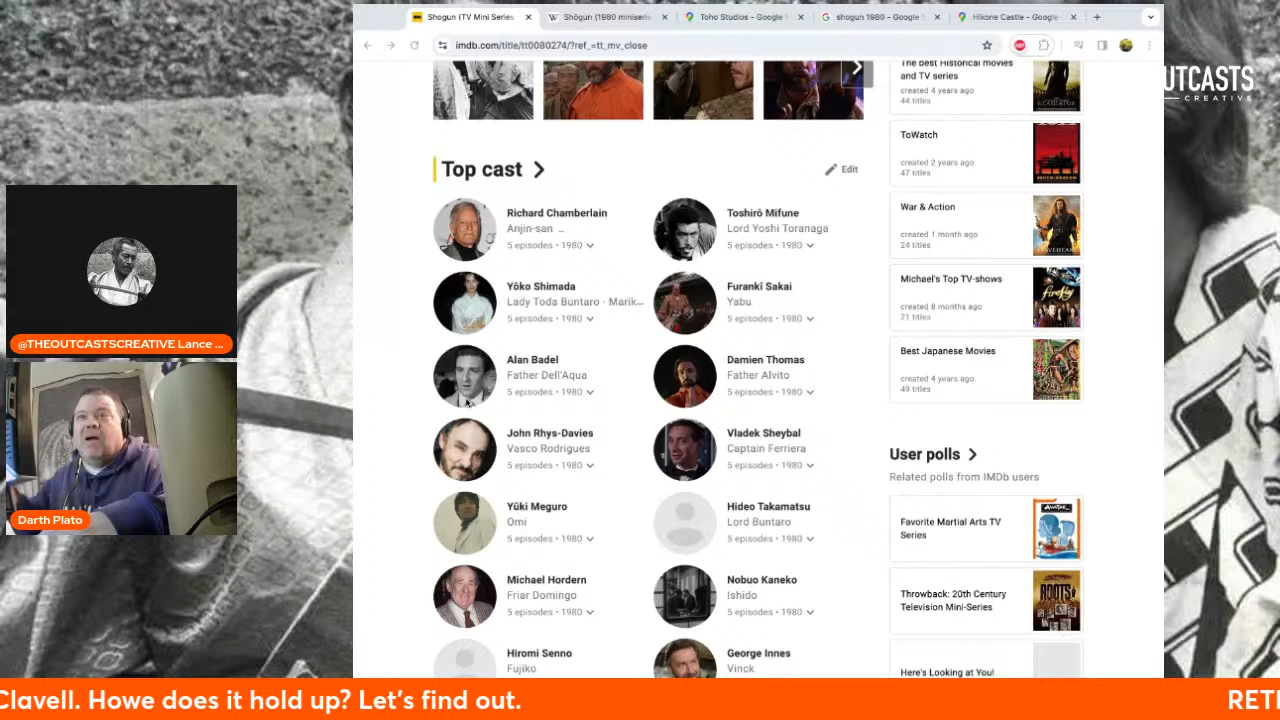 Shogun (TV Mini Series
Shōgun (1980 miniserie
Toho Studios - Google
shogun 1980 - Google
Hikone Castle - Google
imdb.com/title/tt0080274/?ref_=tt_mv_close
OUTCASTS
CREATIVE
The best Historical movies
and TV series
created 4 years ago
44 titles
Top cast
Edit
Richard Chamberlain
Anjin-san ...
5 episodes • 1980
Toshirō Mifune
Lord Yoshi Toranaga
5 episodes • 1980
Yôko Shimada
Lady Toda Buntaro - Marik...
5 episodes • 1980
Furankî Sakai
Yabu
5 episodes • 1980
Alan Badel
Father Dell'Aqua
5 episodes • 1980
Damien Thomas
Father Alvito
5 episodes • 1980
John Rhys-Davies
Vasco Rodrigues
5 episodes • 1980
Vladek Sheybal
Captain Ferriera
5 episodes • 1980
Yûki Meguro
Omi
5 episodes • 1980
Hideo Takamatsu
Lord Buntaro
5 episodes • 1980
Michael Hordern
Friar Domingo
5 episodes • 1980
Nobuo Kaneko
Ishido
5 episodes • 1980
Hiromi Senno
Fujiko
George Innes
Vinck
ToWatch
created 2 years ago
47 titles
War & Action
created 1 month ago
24 titles
Michael's Top TV-shows
created 8 months ago
21 titles
firefly
Best Japanese Movies
created 4 years ago
49 titles
User polls
Related polls from IMDb users
Favorite Martial Arts TV
Series
AVATAR
Throwback: 20th Century
Television Mini-Series
ROOTS
Here's Looking at You!
@THEOUTCASTSCREATIVE Lance ...
Darth Plato
Clavell. Howe does it hold up? Let's find out.
RET